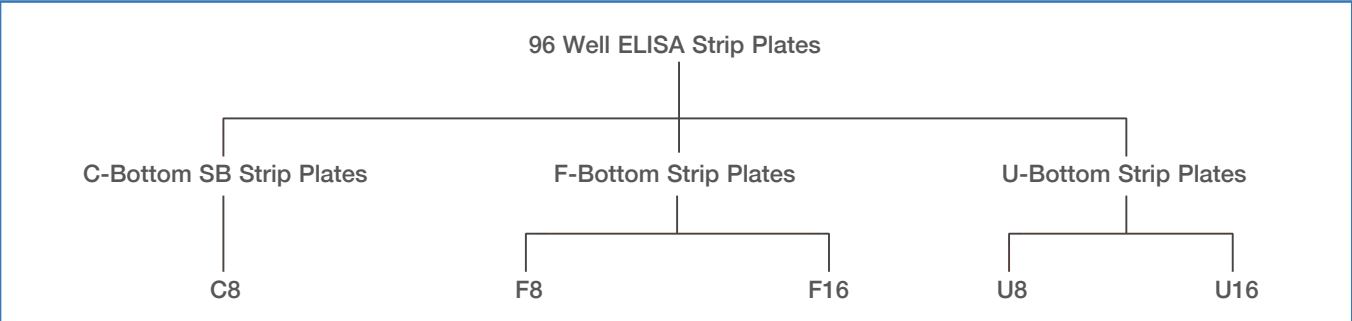 96 Well ELISA Strip Plates
C-Bottom SB Strip Plates
F-Bottom Strip Plates
U-Bottom Strip Plates
C8
F8
F16
U8
U16